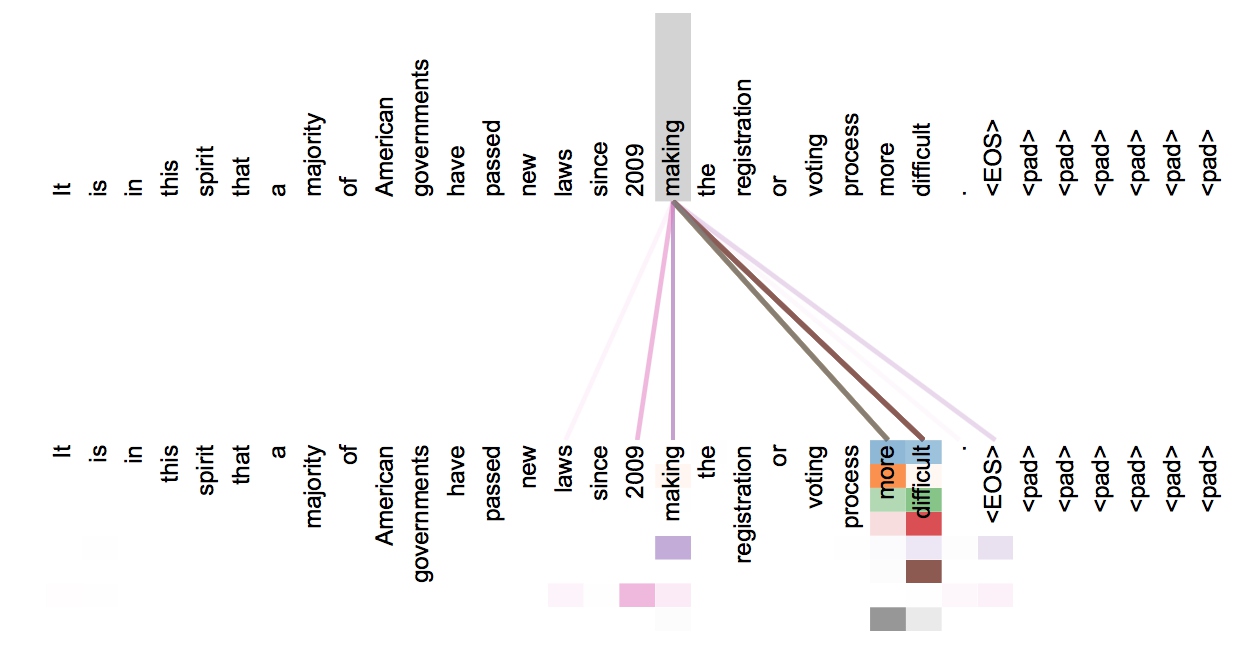 It is in this spirit that a majority of American governments have passed new laws since 2009 making the registration or voting process more difficult . <EOS> <pad> <pad> <pad> <pad> <pad> <pad>
It is in this spirit that a majority of American governments have passed new laws since 2009 making the registration or voting process more difficult . <EOS> <pad> <pad> <pad> <pad> <pad> <pad>